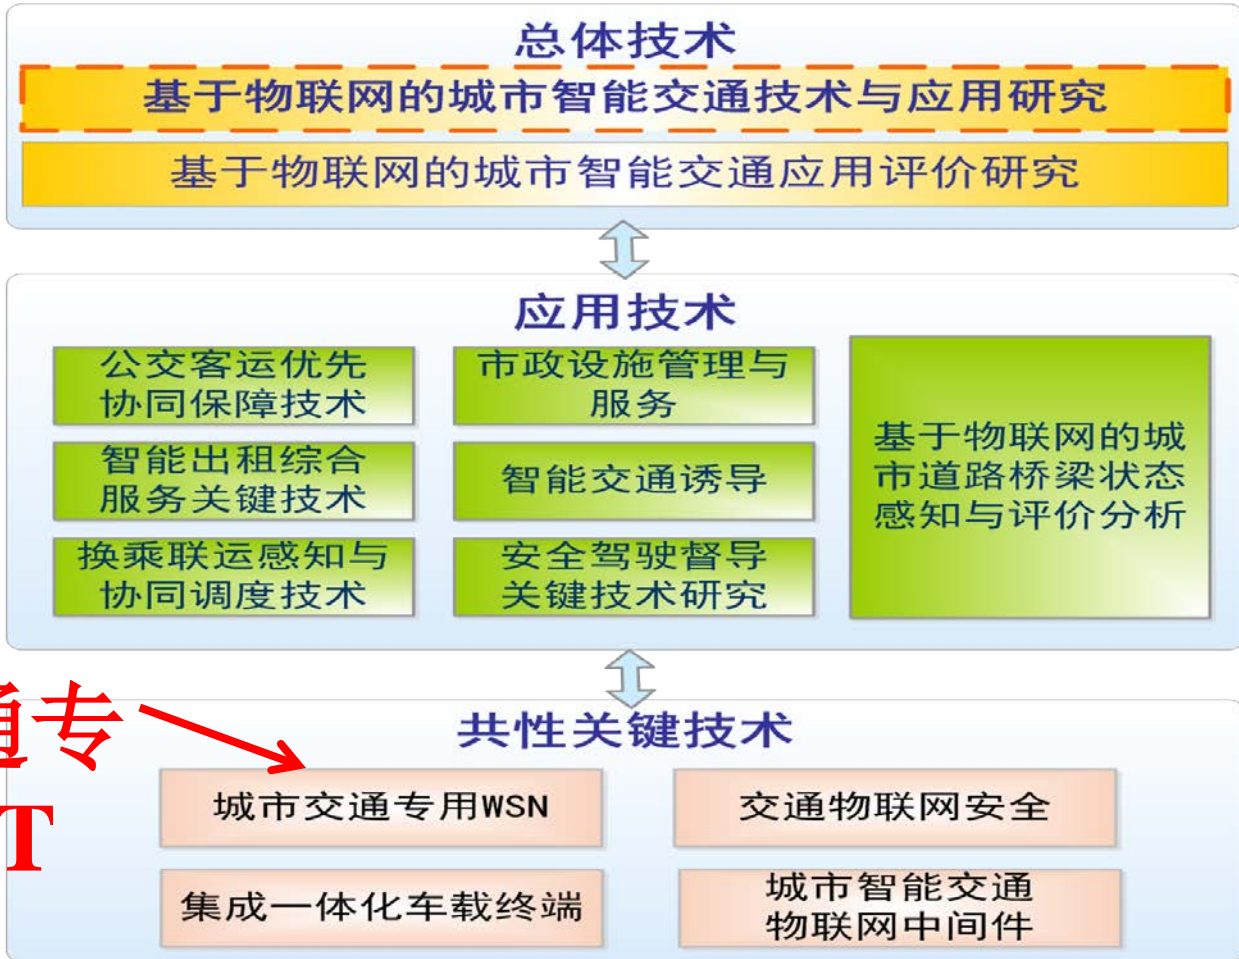 总体技术
基于物联网的城市智能交通技术与应用研究
基于物联网的城市智能交通应用评价研究
应用技术
公交客运优先
协同保障技术
智能出租综合
服务关键技术
换乘联运感知与
协同调度技术
市政设施管理与
服务
智能交通诱导
安全驾驶督导
关键技术研究
基于物联网的城
市道路桥梁状态
感知与评价分析
通专
T
共性关键技术
城市交通专用WSN
交通物联网安全
集成一体化车载终端
城市智能交通
物联网中间件